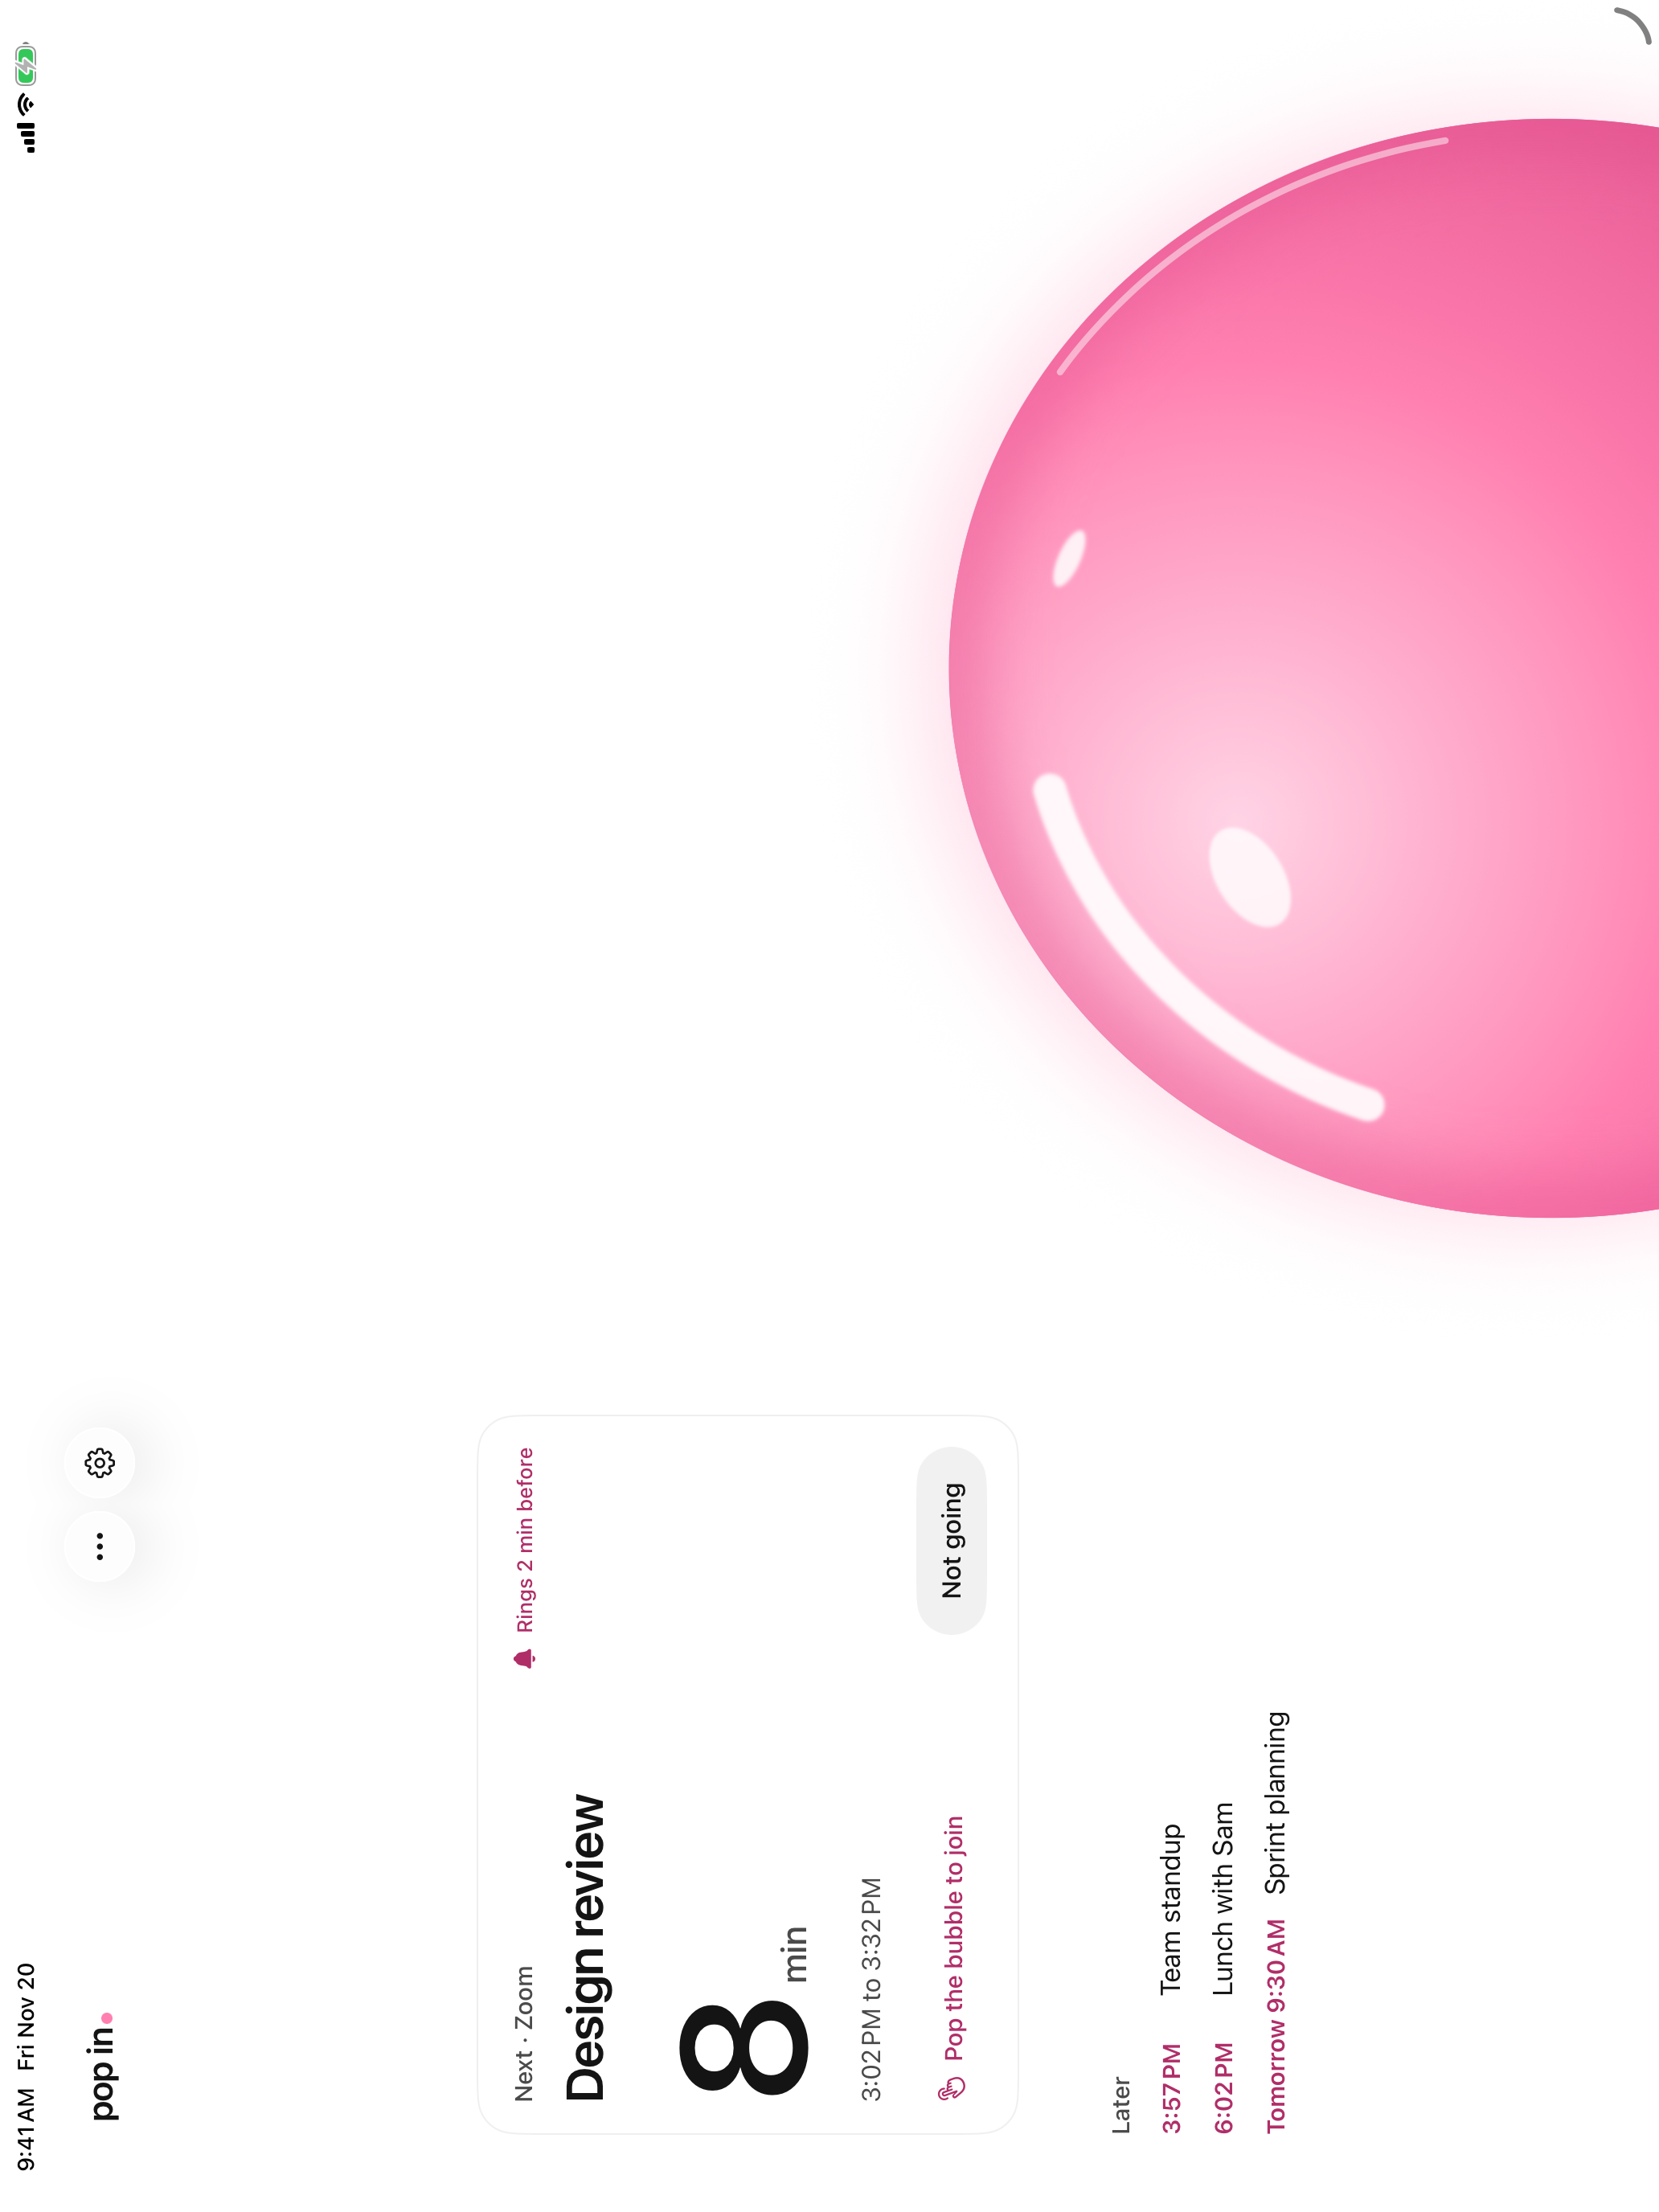 9:41 AM Fri Nov 20
pop in
Next · Zoom
Rings 2 min before
Design review
8 min
3:02 PM to 3:32 PM
Pop the bubble to join
Not going
Later
3:57 PM Team standup
6:02 PM Lunch with Sam
Tomorrow 9:30 AM Sprint planning